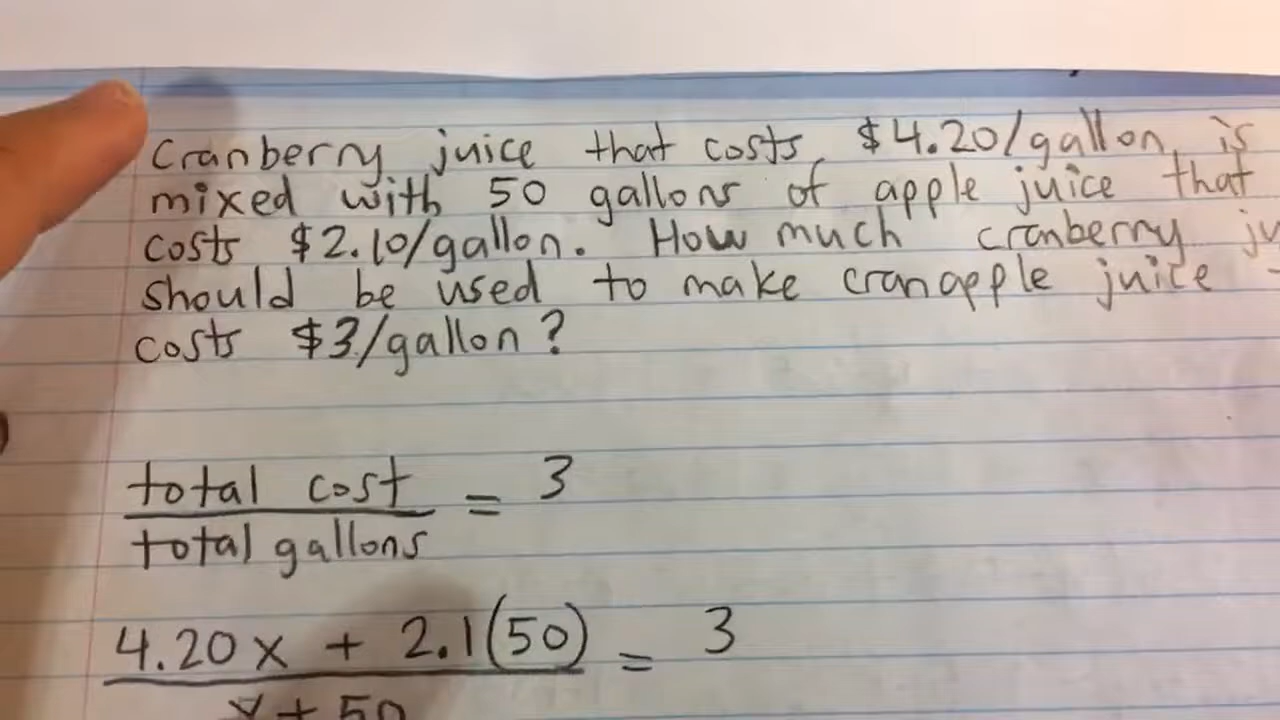 Cranberry juice that costs $4.20/gallon is
mixed with 50 gallons of apple juice that
costs $2.10/gallon. How much cranberry ju
should be used to make cranapple juice
costs $3/gallon?
total cost
= 3
total gallons
4.20x + 2.1(50)
= 3
x + 50